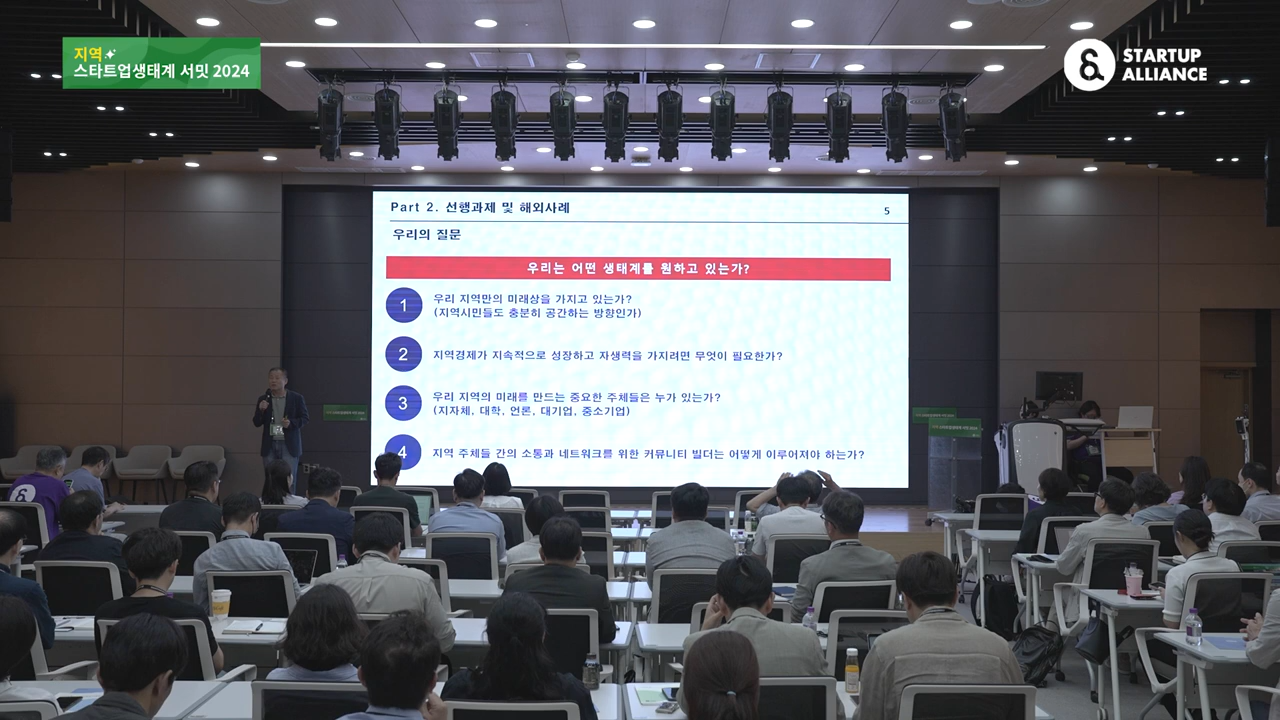 지역
스타트업생태계 서밋 2024
&
STARTUP
ALLIANCE
Part 2. 선행과제 및 해외사례
5
우리의 질문
우리는 어떤 생태계를 원하고 있는가?
1
우리 지역만의 미래상을 가지고 있는가?
(지역시민들도 충분히 공간하는 방향인가)
2
지역경제가 지속적으로 성장하고 자생력을 가지려면 무엇이 필요한가?
3
우리 지역의 미래를 만드는 중요한 주체들은 누가 있는가?
(지자체, 대학, 언론, 대기업, 중소기업)
4
지역 주체들 간의 소통과 네트워크를 위한 커뮤니티 빌더는 어떻게 이루어져야 하는가?